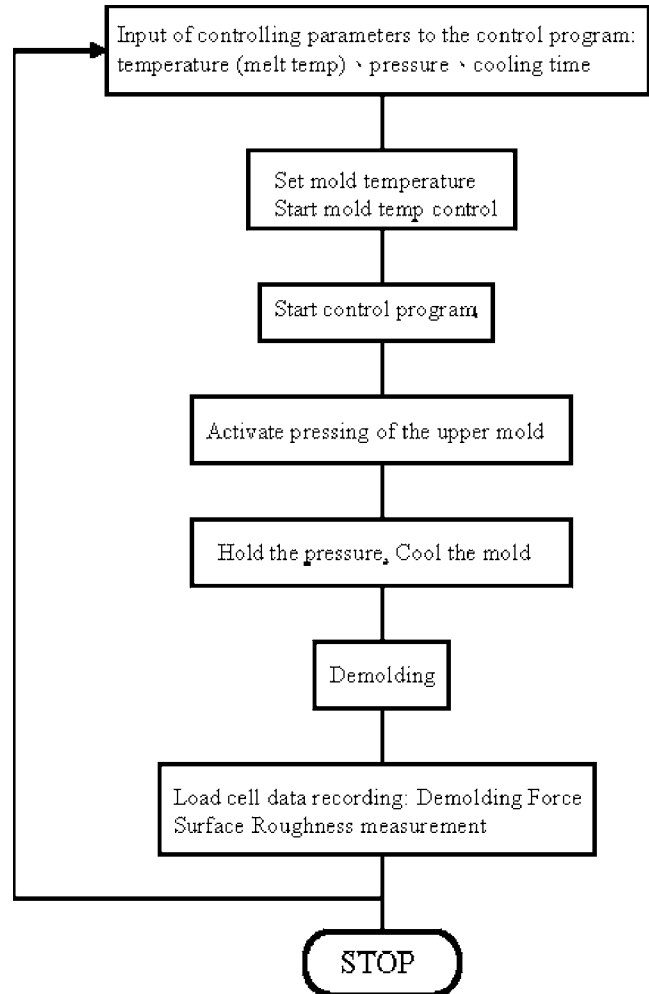 Input of controlling parameters to the control program:
temperature (melt temp)、pressure、cooling time
Set mold temperature
Start mold temp control
Start control program
Activate pressing of the upper mold
Hold the pressure, Cool the mold
Demolding
Load cell data recording: Demolding Force
Surface Roughness measurement
STOP